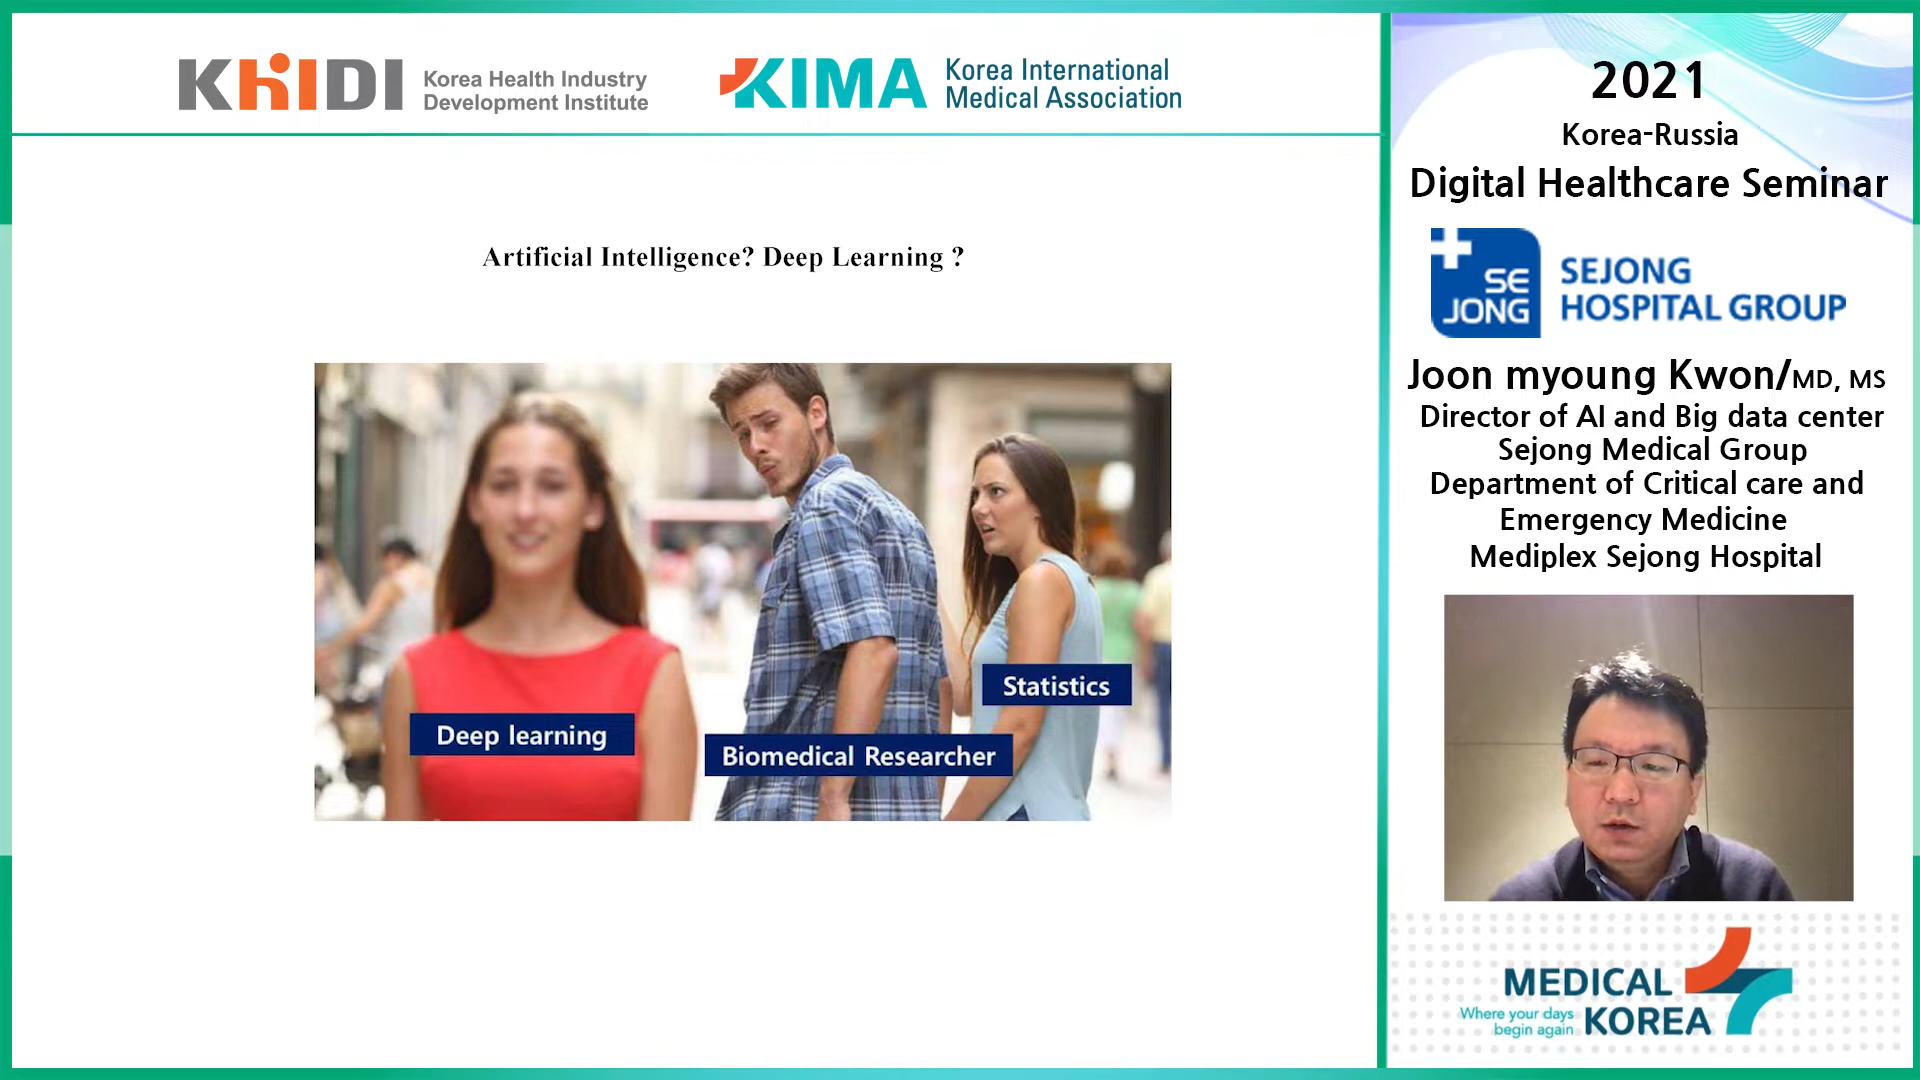 KHIDI Korea Health Industry
Development Institute
KIMA Korea International
Medical Association
Artificial Intelligence? Deep Learning ?
Deep learning
Biomedical Researcher
Statistics
2021
Korea-Russia
Digital Healthcare Seminar
SE
JONG
SEJONG
HOSPITAL GROUP
Joon myoung Kwon/MD, MS
Director of AI and Big data center
Sejong Medical Group
Department of Critical care and
Emergency Medicine
Mediplex Sejong Hospital
MEDICAL
KOREA
Where your days
begin again